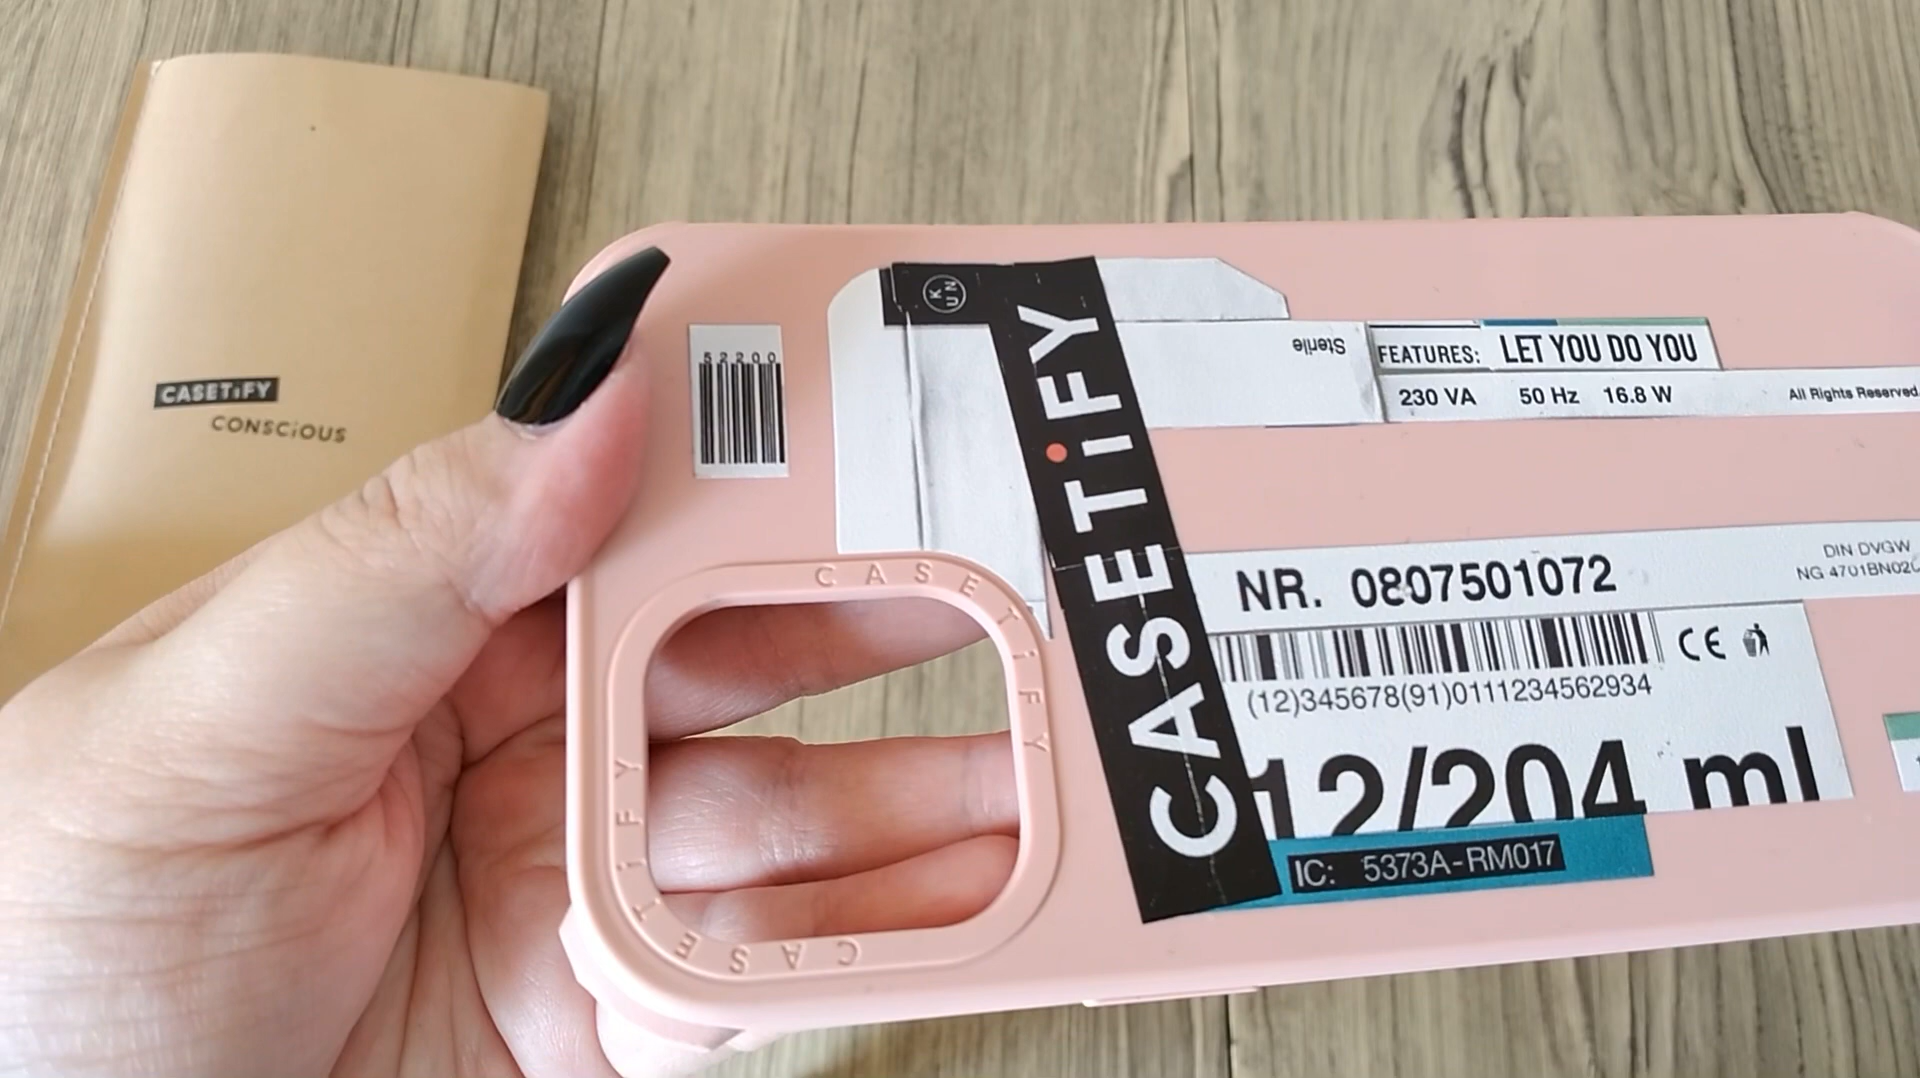 CASETiFY
CONSCiOUS
52200
K
UN
CASETiFY
Sterile
FEATURES: LET YOU DO YOU
230 VA 50 Hz 16.8 W
All Rights Reserved.
NR. 0807501072
DIN DVGW
(12)345678(91)0111234562934
CE
12/204 ml
IC: 5373A-RM017
CASETiFY
CASETiFY